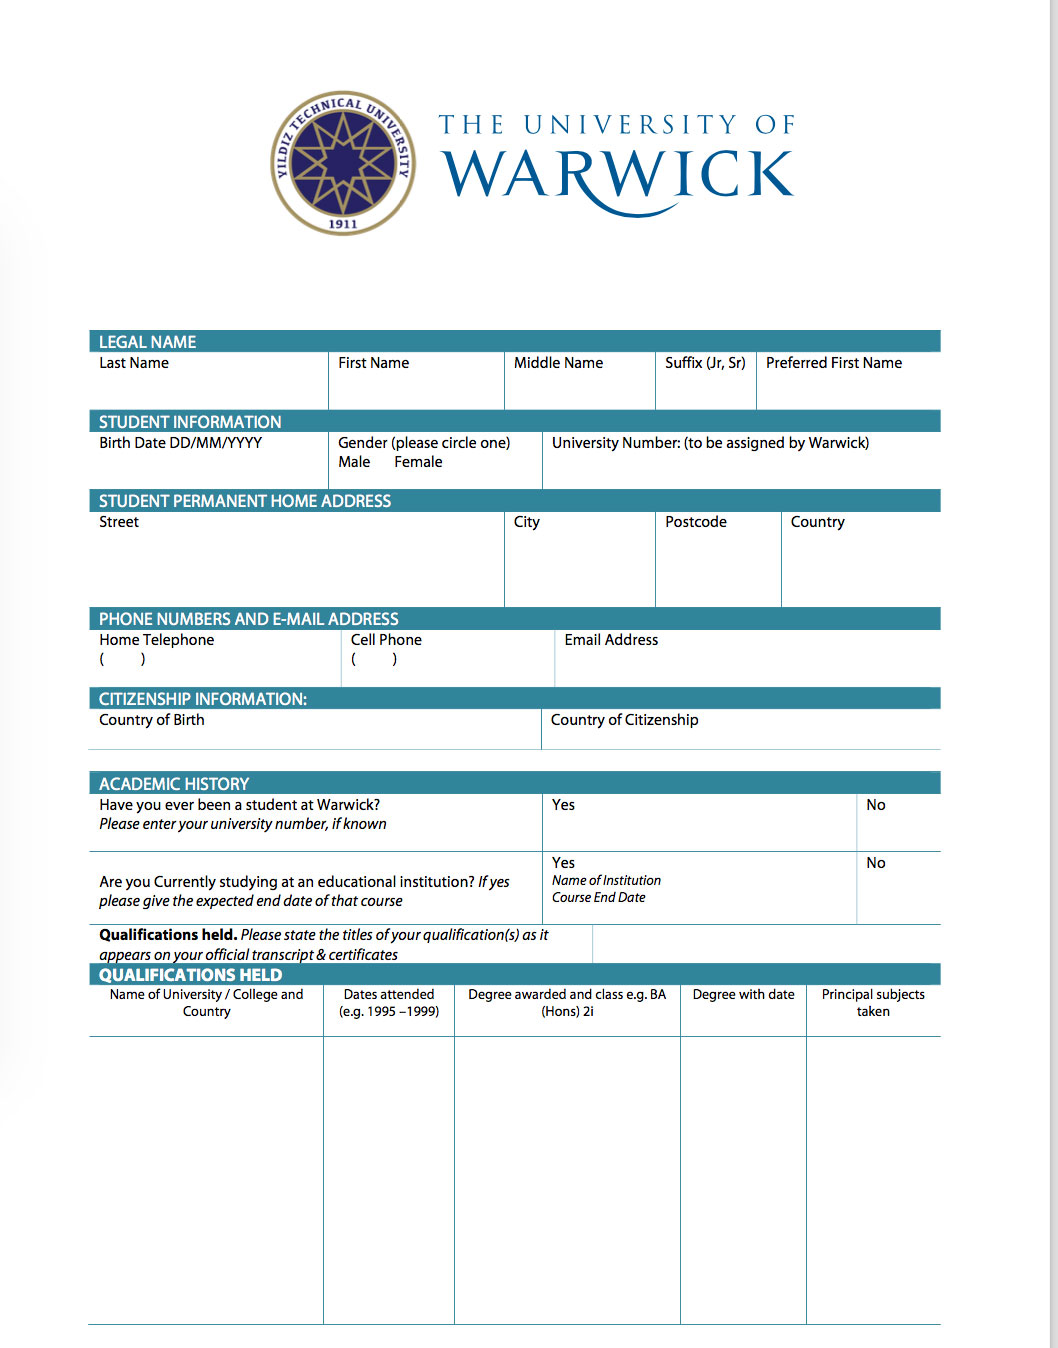 YILDIZ TECHNICAL UNIVERSITY
1911
THE UNIVERSITY OF
WARWICK
LEGAL NAME
Last Name First Name Middle Name Suffix (Jr, Sr) Preferred First Name
STUDENT INFORMATION
Birth Date DD/MM/YYYY Gender (please circle one) University Number: (to be assigned by Warwick)
Male Female
STUDENT PERMANENT HOME ADDRESS
Street City Postcode Country
PHONE NUMBERS AND E-MAIL ADDRESS
Home Telephone Cell Phone Email Address
( ) ( )
CITIZENSHIP INFORMATION:
Country of Birth Country of Citizenship
ACADEMIC HISTORY
Have you ever been a student at Warwick? Yes No
Please enter your university number, if known
Yes No
Are you Currently studying at an educational institution? If yes Name of Institution
please give the expected end date of that course Course End Date
Qualifications held. Please state the titles of your qualification(s) as it
appears on your official transcript & certificates
QUALIFICATIONS HELD
Name of University / College and Dates attended Degree awarded and class e.g. BA Degree with date Principal subjects
Country (e.g. 1995 –1999) (Hons) 2i taken